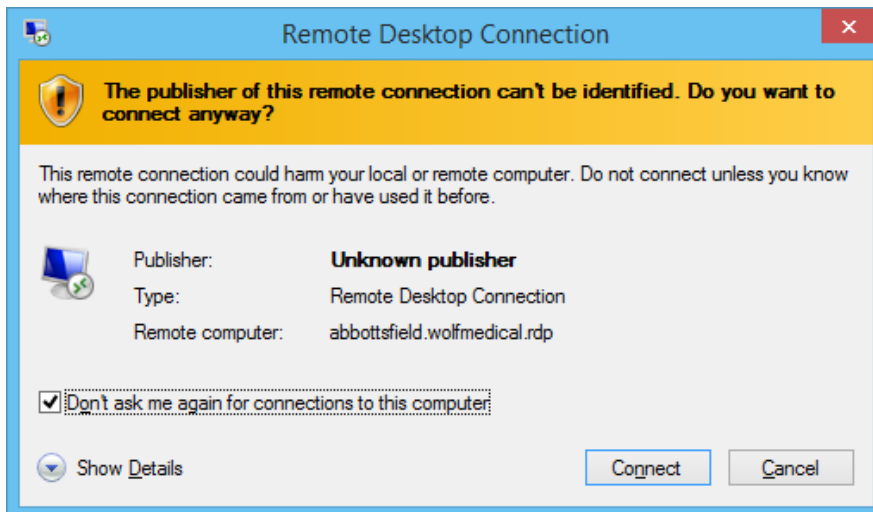 Remote Desktop Connection
The publisher of this remote connection can't be identified. Do you want to
connect anyway?
This remote connection could harm your local or remote computer. Do not connect unless you know
where this connection came from or have used it before.
Publisher: Unknown publisher
Type: Remote Desktop Connection
Remote computer: abbottsfield.wolfmedical.rdp
Don't ask me again for connections to this computer
Show Details Connect Cancel